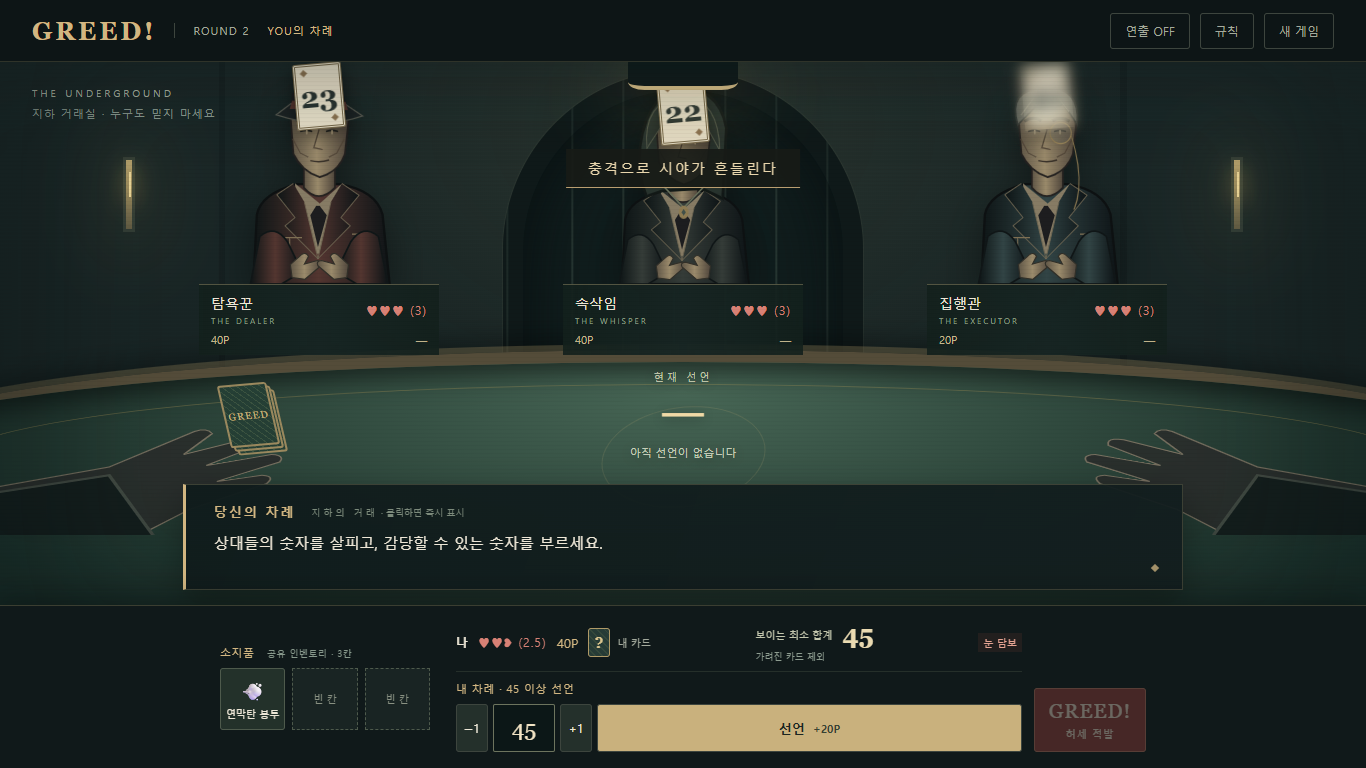 GREED!
ROUND 2 YOU의 차례
연출 OFF
규칙
새 게임
THE UNDERGROUND
지하 거래실 · 누구도 믿지 마세요
23
22
충격으로 시야가 흔들린다
탐욕꾼 ♥♥♥ (3)
THE DEALER
40P —
속삭임 ♥♥♥ (3)
THE WHISPER
40P —
집행관 ♥♥♥ (3)
THE EXECUTOR
20P —
현재 선언
—
아직 선언이 없습니다
GREED
당신의 차례 지하의 거래 · 클릭하면 즉시 표시
상대들의 숫자를 살피고, 감당할 수 있는 숫자를 부르세요.
소지품 공유 인벤토리 · 3칸
연막탄 봉투
빈 칸
빈 칸
나 ♥♥♥ (2.5) 40P ? 내 카드
보이는 최소 합계 45
가려진 카드 제외
눈 담보
내 차례 · 45 이상 선언
−1 45 +1
선언 +20P
GREED!
허세 적발